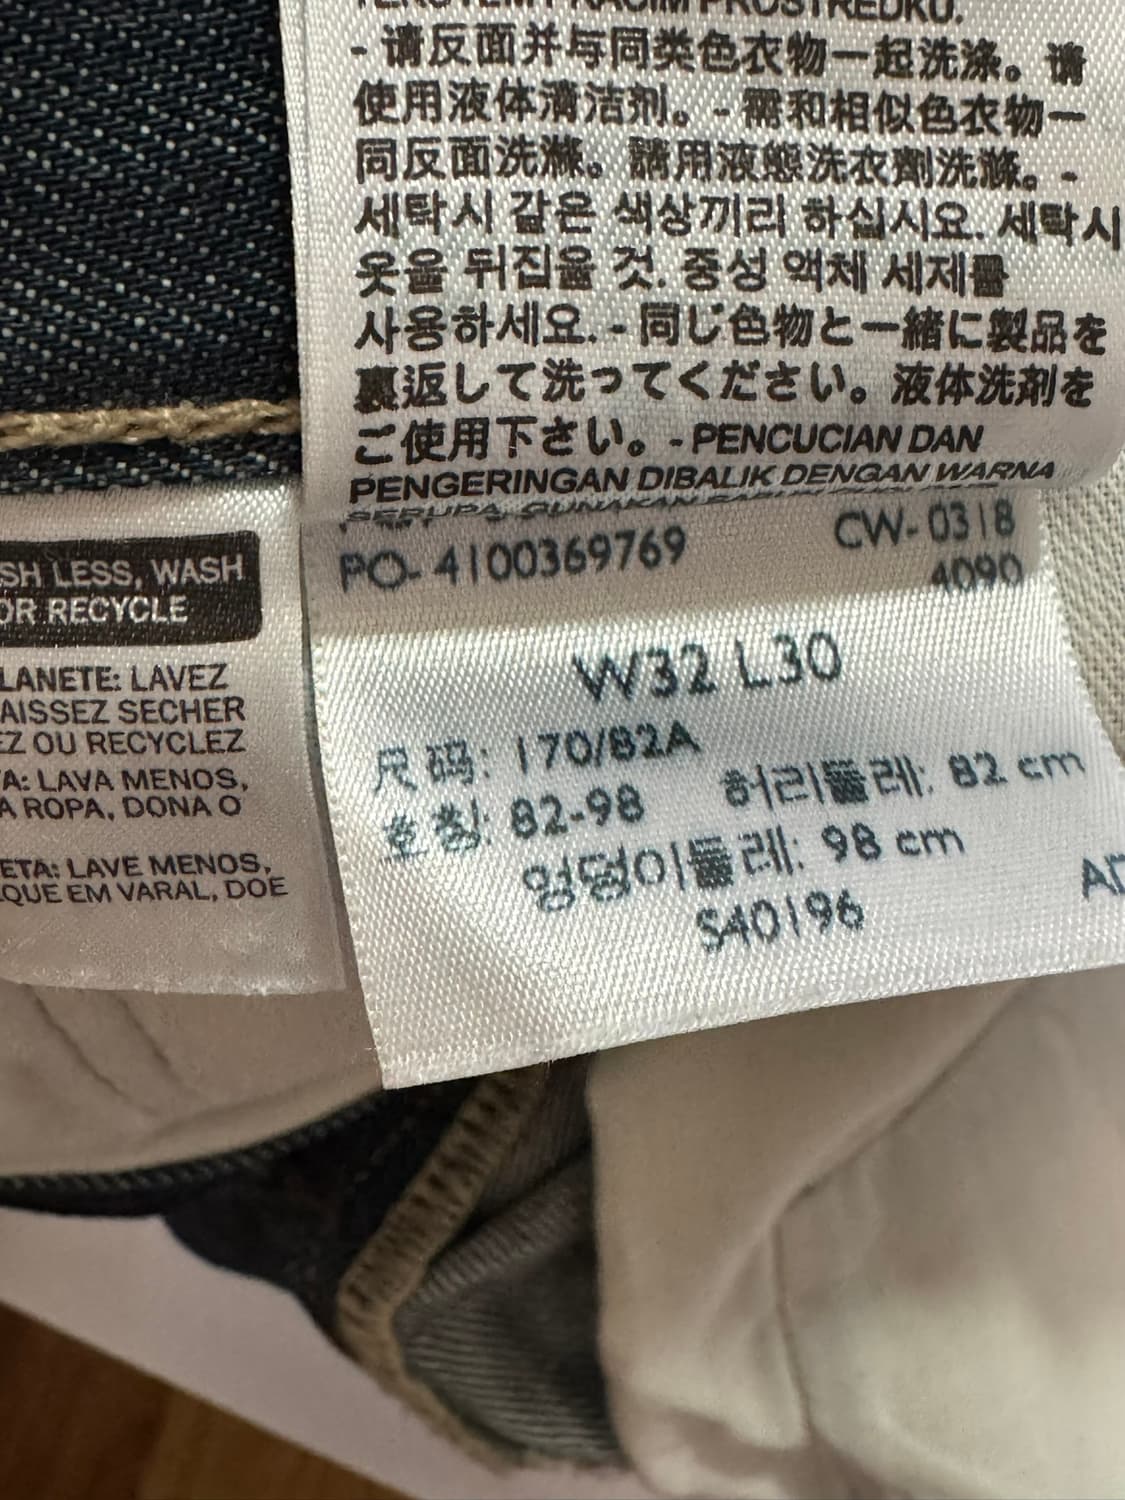 PROSTREDKU.
- 请反面并与同类色衣物一起洗涤。请
使用液体清洁剂。- 需和相似色衣物一
同反面洗滌。請用液態洗衣劑洗滌。-
세탁시 같은 색상끼리 하십시요. 세탁시
옷을 뒤집을 것. 중성 액체 세제를
사용하세요. - 同じ色物と一緒に製品を
裏返して洗ってください。液体洗剤を
ご使用下さい。- PENCUCIAN DAN
PENGERINGAN DIBALIK DENGAN WARNA
SERUPA. GUNAKAN
PO- 4100369769
CW- 0318
4090
W32 L30
尺码: 170/82A
호칭: 82-98 허리둘레: 82 cm
엉덩이둘레: 98 cm
S40196
SH LESS, WASH
OR RECYCLE
LANETE: LAVEZ
AISSEZ SECHER
EZ OU RECYCLEZ
TA: LAVA MENOS,
A ROPA, DONA O
ETA: LAVE MENOS,
QUE EM VARAL, DOE